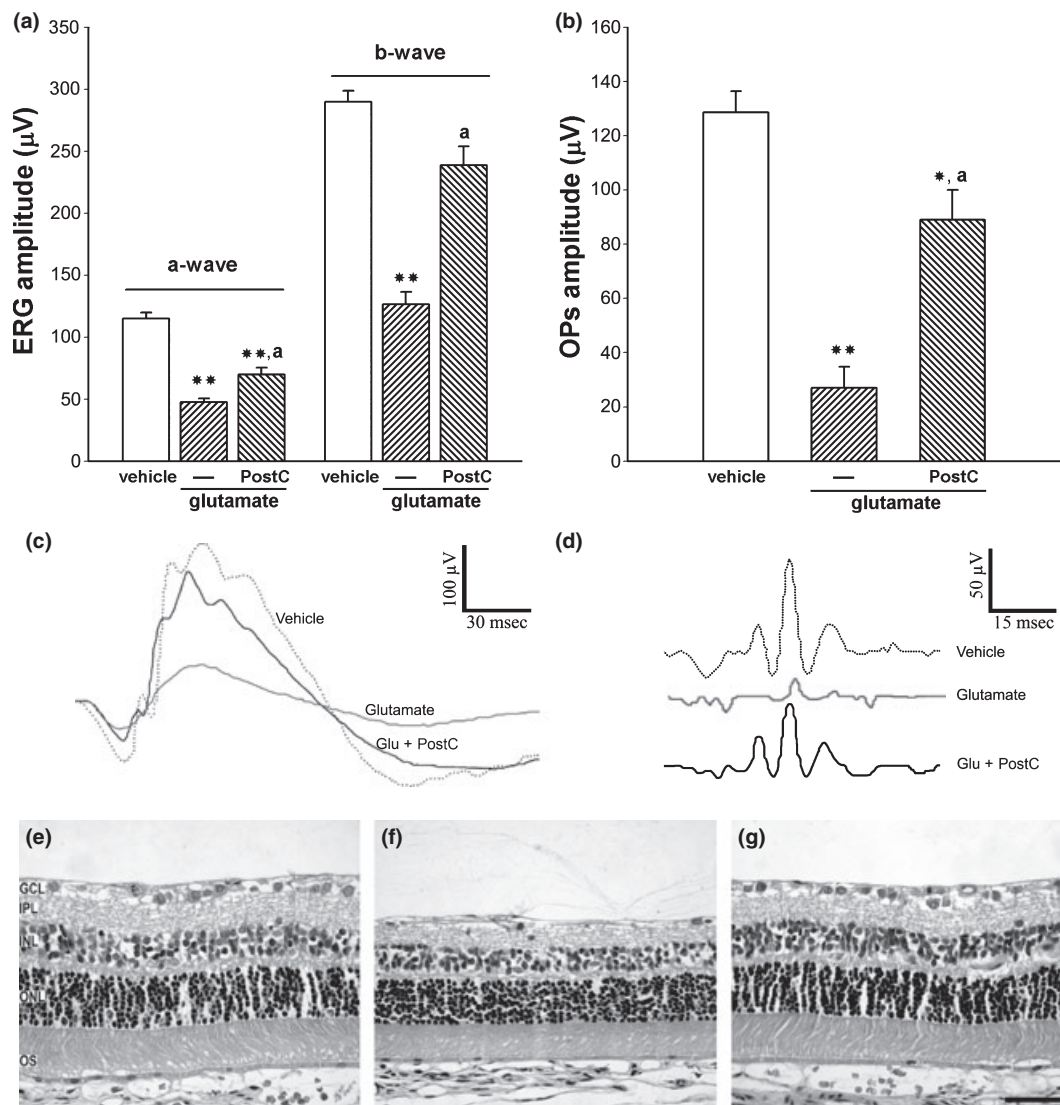 (a)
350
300
250
200
150
100
50
0
ERG amplitude (μV)
a-wave
b-wave
**
**, a
**
a
vehicle — PostC vehicle — PostC
glutamate glutamate
(b)
160
140
120
100
80
60
40
20
0
OPs amplitude (μV)
**
*, a
vehicle — PostC
glutamate
(c)
100 μV
30 msec
Vehicle
Glutamate
Glu + PostC
(d)
50 μV
15 msec
Vehicle
Glutamate
Glu + PostC
(e)
GCL
IPL
INL
ONL
OS
(f)
(g)